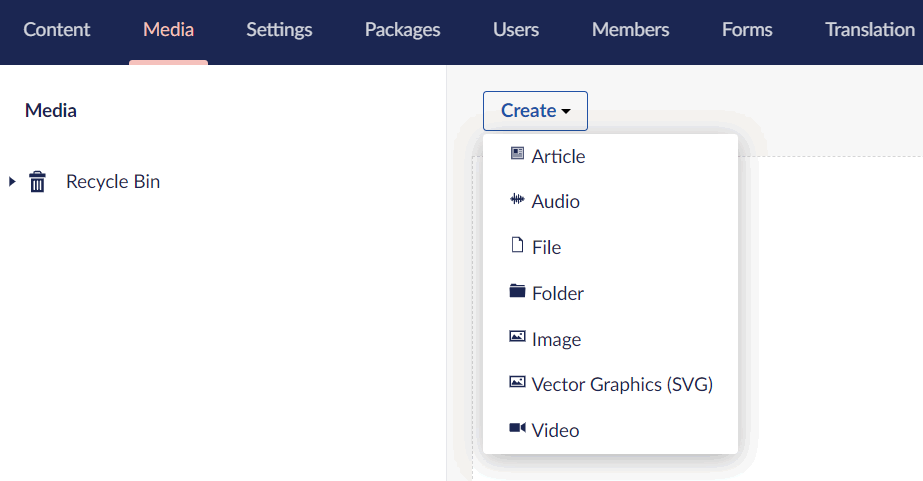 Content Media Settings Packages Users Members Forms Translation
Media
Recycle Bin
Create
Article
Audio
File
Folder
Image
Vector Graphics (SVG)
Video